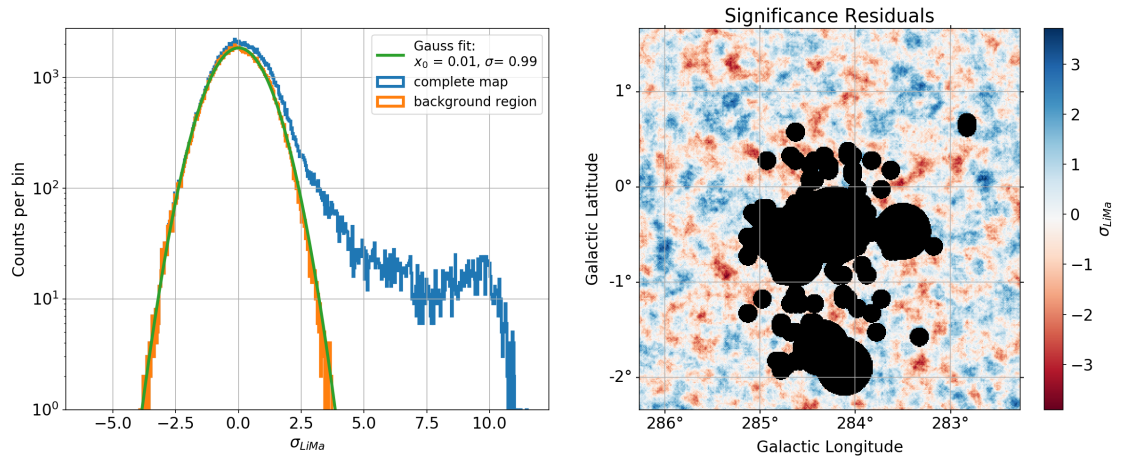 Gauss fit:
x₀ = 0.01, σ= 0.99
complete map
background region
Counts per bin
10³
10²
10¹
10⁰
−5.0 −2.5 0.0 2.5 5.0 7.5 10.0
σ_LiMa
Significance Residuals
Galactic Latitude
1°
0°
-1°
-2°
286° 285° 284° 283°
Galactic Longitude
3
2
1
0
−1
−2
−3
σ_LiMa